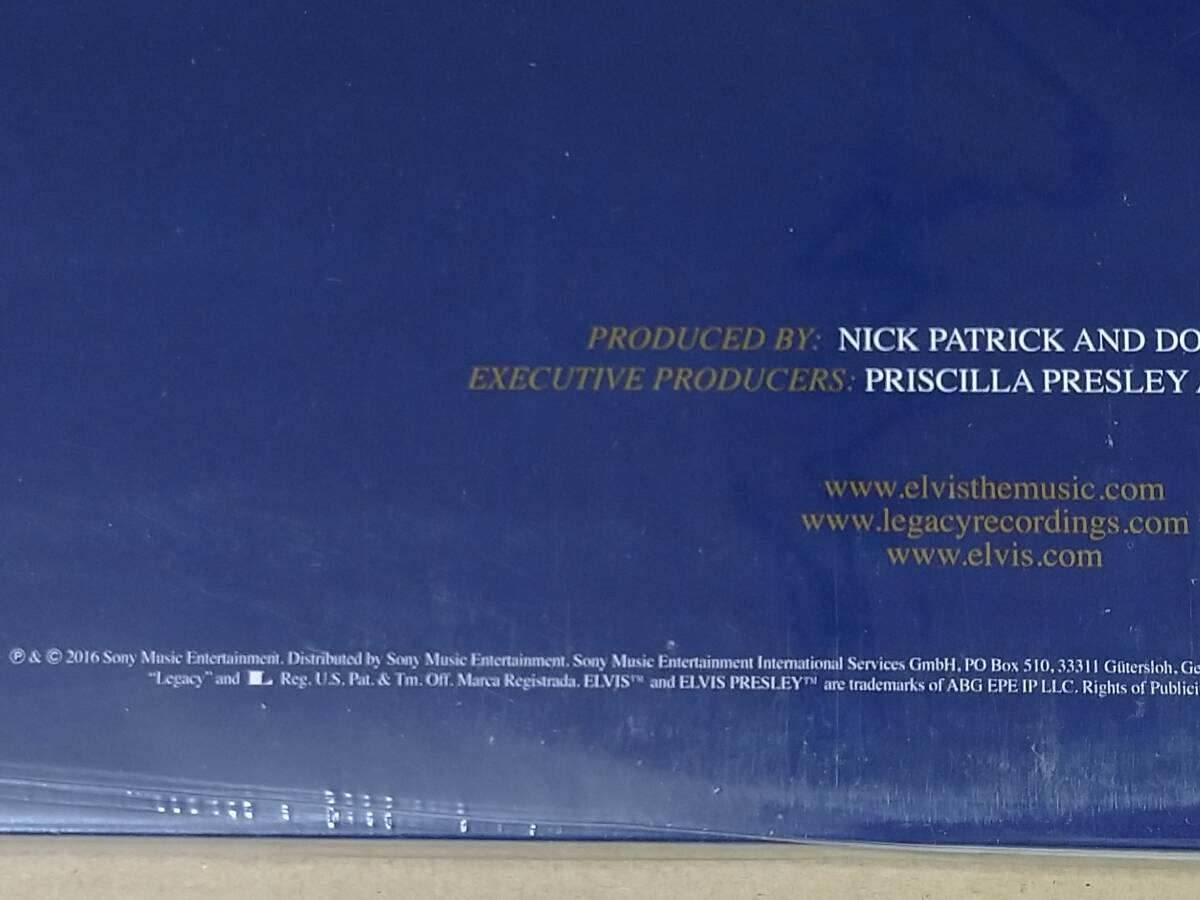 PRODUCED BY: NICK PATRICK AND DO
EXECUTIVE PRODUCERS: PRISCILLA PRESLEY A
www.elvisthemusic.com
www.legacyrecordings.com
www.elvis.com
℗ & © 2016 Sony Music Entertainment. Distributed by Sony Music Entertainment. Sony Music Entertainment International Services GmbH, PO Box 510, 33311 Gütersloh, Ge
"Legacy" and L Reg. U.S. Pat. & Tm. Off. Marca Registrada. ELVIS™ and ELVIS PRESLEY™ are trademarks of ABG EPE IP LLC. Rights of Publici